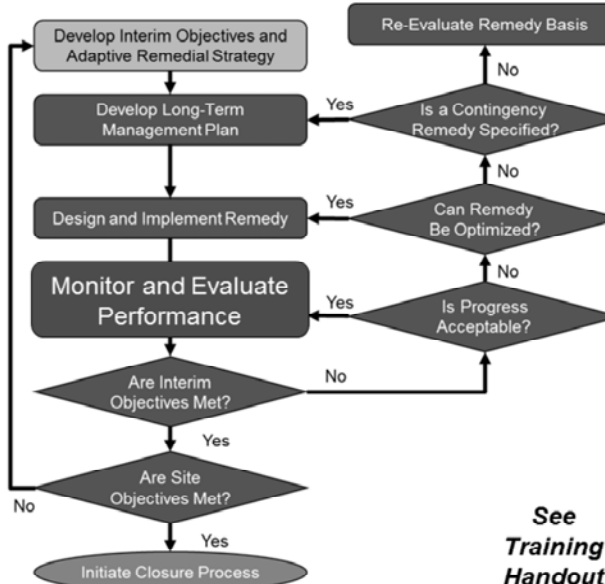 Develop Interim Objectives and
Adaptive Remedial Strategy
Re-Evaluate Remedy Basis
No
Develop Long-Term
Management Plan
Yes
Is a Contingency
Remedy Specified?
No
Design and Implement Remedy
Yes
Can Remedy
Be Optimized?
No
Monitor and Evaluate
Performance
Yes
Is Progress
Acceptable?
Are Interim
Objectives Met?
No
Yes
Are Site
Objectives Met?
No
Yes
Initiate Closure Process
See
Training
Handout